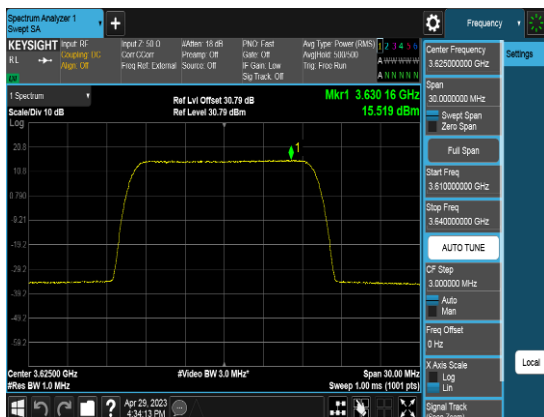 Spectrum Analyzer 1
Swept SA
+
Frequency
KEYSIGHT
RL
Input: RF
Coupling: DC
Align: Off
Input Z: 50 Ω
Corr CCorr
Freq Ref: External
#Atten: 18 dB
Preamp: Off
Source: Off
PNO: Fast
Gate: Off
IF Gain: Low
Sig Track: Off
Avg Type: Power (RMS)
Avg|Hold: 500/500
Trig: Free Run
1 2 3 4 5 6
A W W W W W
A N N N N N
1 Spectrum
Scale/Div 10 dB
Log
Ref Lvl Offset 30.79 dB
Ref Level 30.79 dBm
Mkr1 3.630 16 GHz
15.519 dBm
20.8
10.8
0.790
-9.21
-19.2
-29.2
-39.2
-49.2
-59.2
1
Center 3.62500 GHz
#Res BW 1.0 MHz
#Video BW 3.0 MHz*
Span 30.00 MHz
Sweep 1.00 ms (1001 pts)
Center Frequency
3.625000000 GHz
Span
30.0000000 MHz
Swept Span
Zero Span
Full Span
Start Freq
3.610000000 GHz
Stop Freq
3.640000000 GHz
AUTO TUNE
CF Step
3.000000 MHz
Auto
Man
Freq Offset
0 Hz
X Axis Scale
Log
Lin
Signal Track
Settings
Local
?
Apr 29, 2023
4:34:13 PM